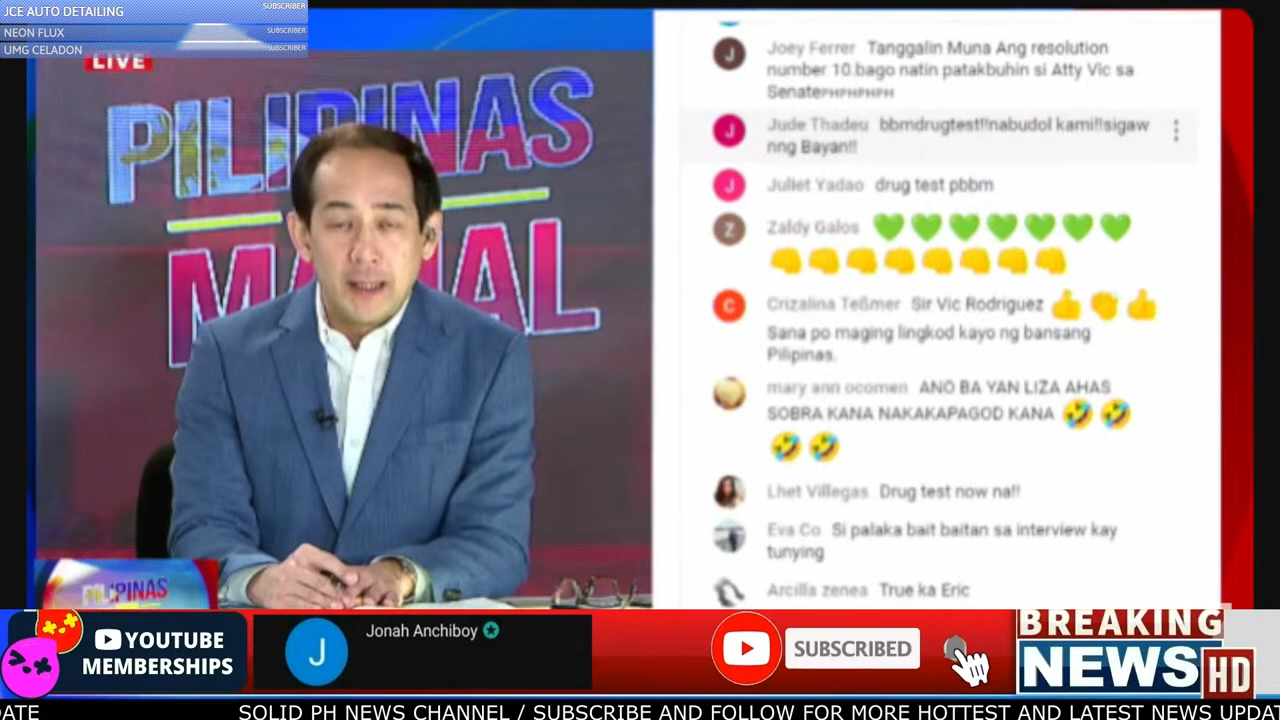 JCE AUTO DETAILING
SUBSCRIBER
NEON FLUX
SUBSCRIBER
UMG CELADON
SUBSCRIBER
LIVE
PILIPINAS
PILIPINAS
Joey Ferrer Tanggalin Muna Ang resolution
number 10.bago natin patakbuhin si Atty Vic sa
SenatePHPHPHPH
Jude Thadeu bbmdrugtest!!nabudol kami!!sigaw
nng Bayan!!
Juliet Yadao drug test pbbm
Zaldy Galos 💚💚💚💚💚💚💚
👊👊👊👊👊👊👊👊
Crizalina Teßmer Sir Vic Rodriguez 👍👏👍
Sana po maging lingkod kayo ng bansang
Pilipinas.
mary ann ocomen ANO BA YAN LIZA AHAS
SOBRA KANA NAKAKAPAGOD KANA 🤣🤣
🤣🤣
Lhet Villegas Drug test now na!!
Eva Co Si palaka bait baitan sa interview kay
tunying
Arcilla zenea True ka Eric
YOUTUBE
MEMBERSHIPS
J
Jonah Anchiboy
SUBSCRIBED
BREAKING
NEWS HD
DATE SOLID PH NEWS CHANNEL / SUBSCRIBE AND FOLLOW FOR MORE HOTTEST AND LATEST NEWS UPDAT